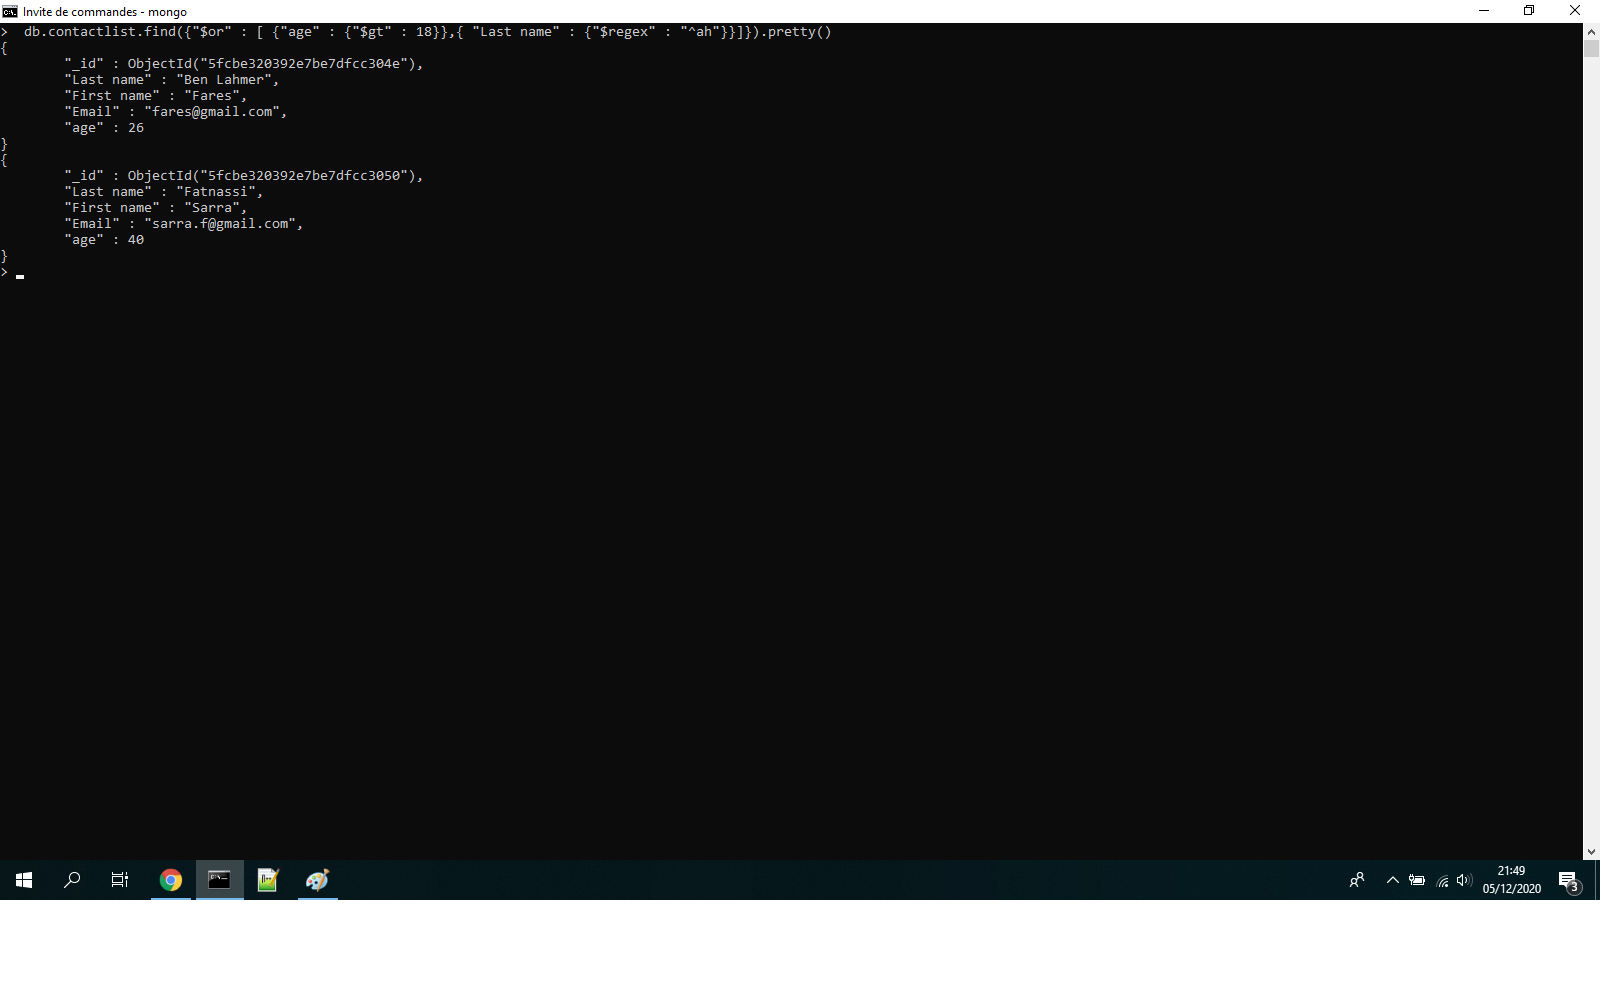 Invite de commandes - mongo
>  db.contactlist.find({"$or" : [ {"age" : {"$gt" : 18}},{ "Last name" : {"$regex" : "^ah"}}]}).pretty()
{
        "_id" : ObjectId("5fcbe320392e7be7dfcc304e"),
        "Last name" : "Ben Lahmer",
        "First name" : "Fares",
        "Email" : "fares@gmail.com",
        "age" : 26
}
{
        "_id" : ObjectId("5fcbe320392e7be7dfcc3050"),
        "Last name" : "Fatnassi",
        "First name" : "Sarra",
        "Email" : "sarra.f@gmail.com",
        "age" : 40
}
>
21:49
05/12/2020
3